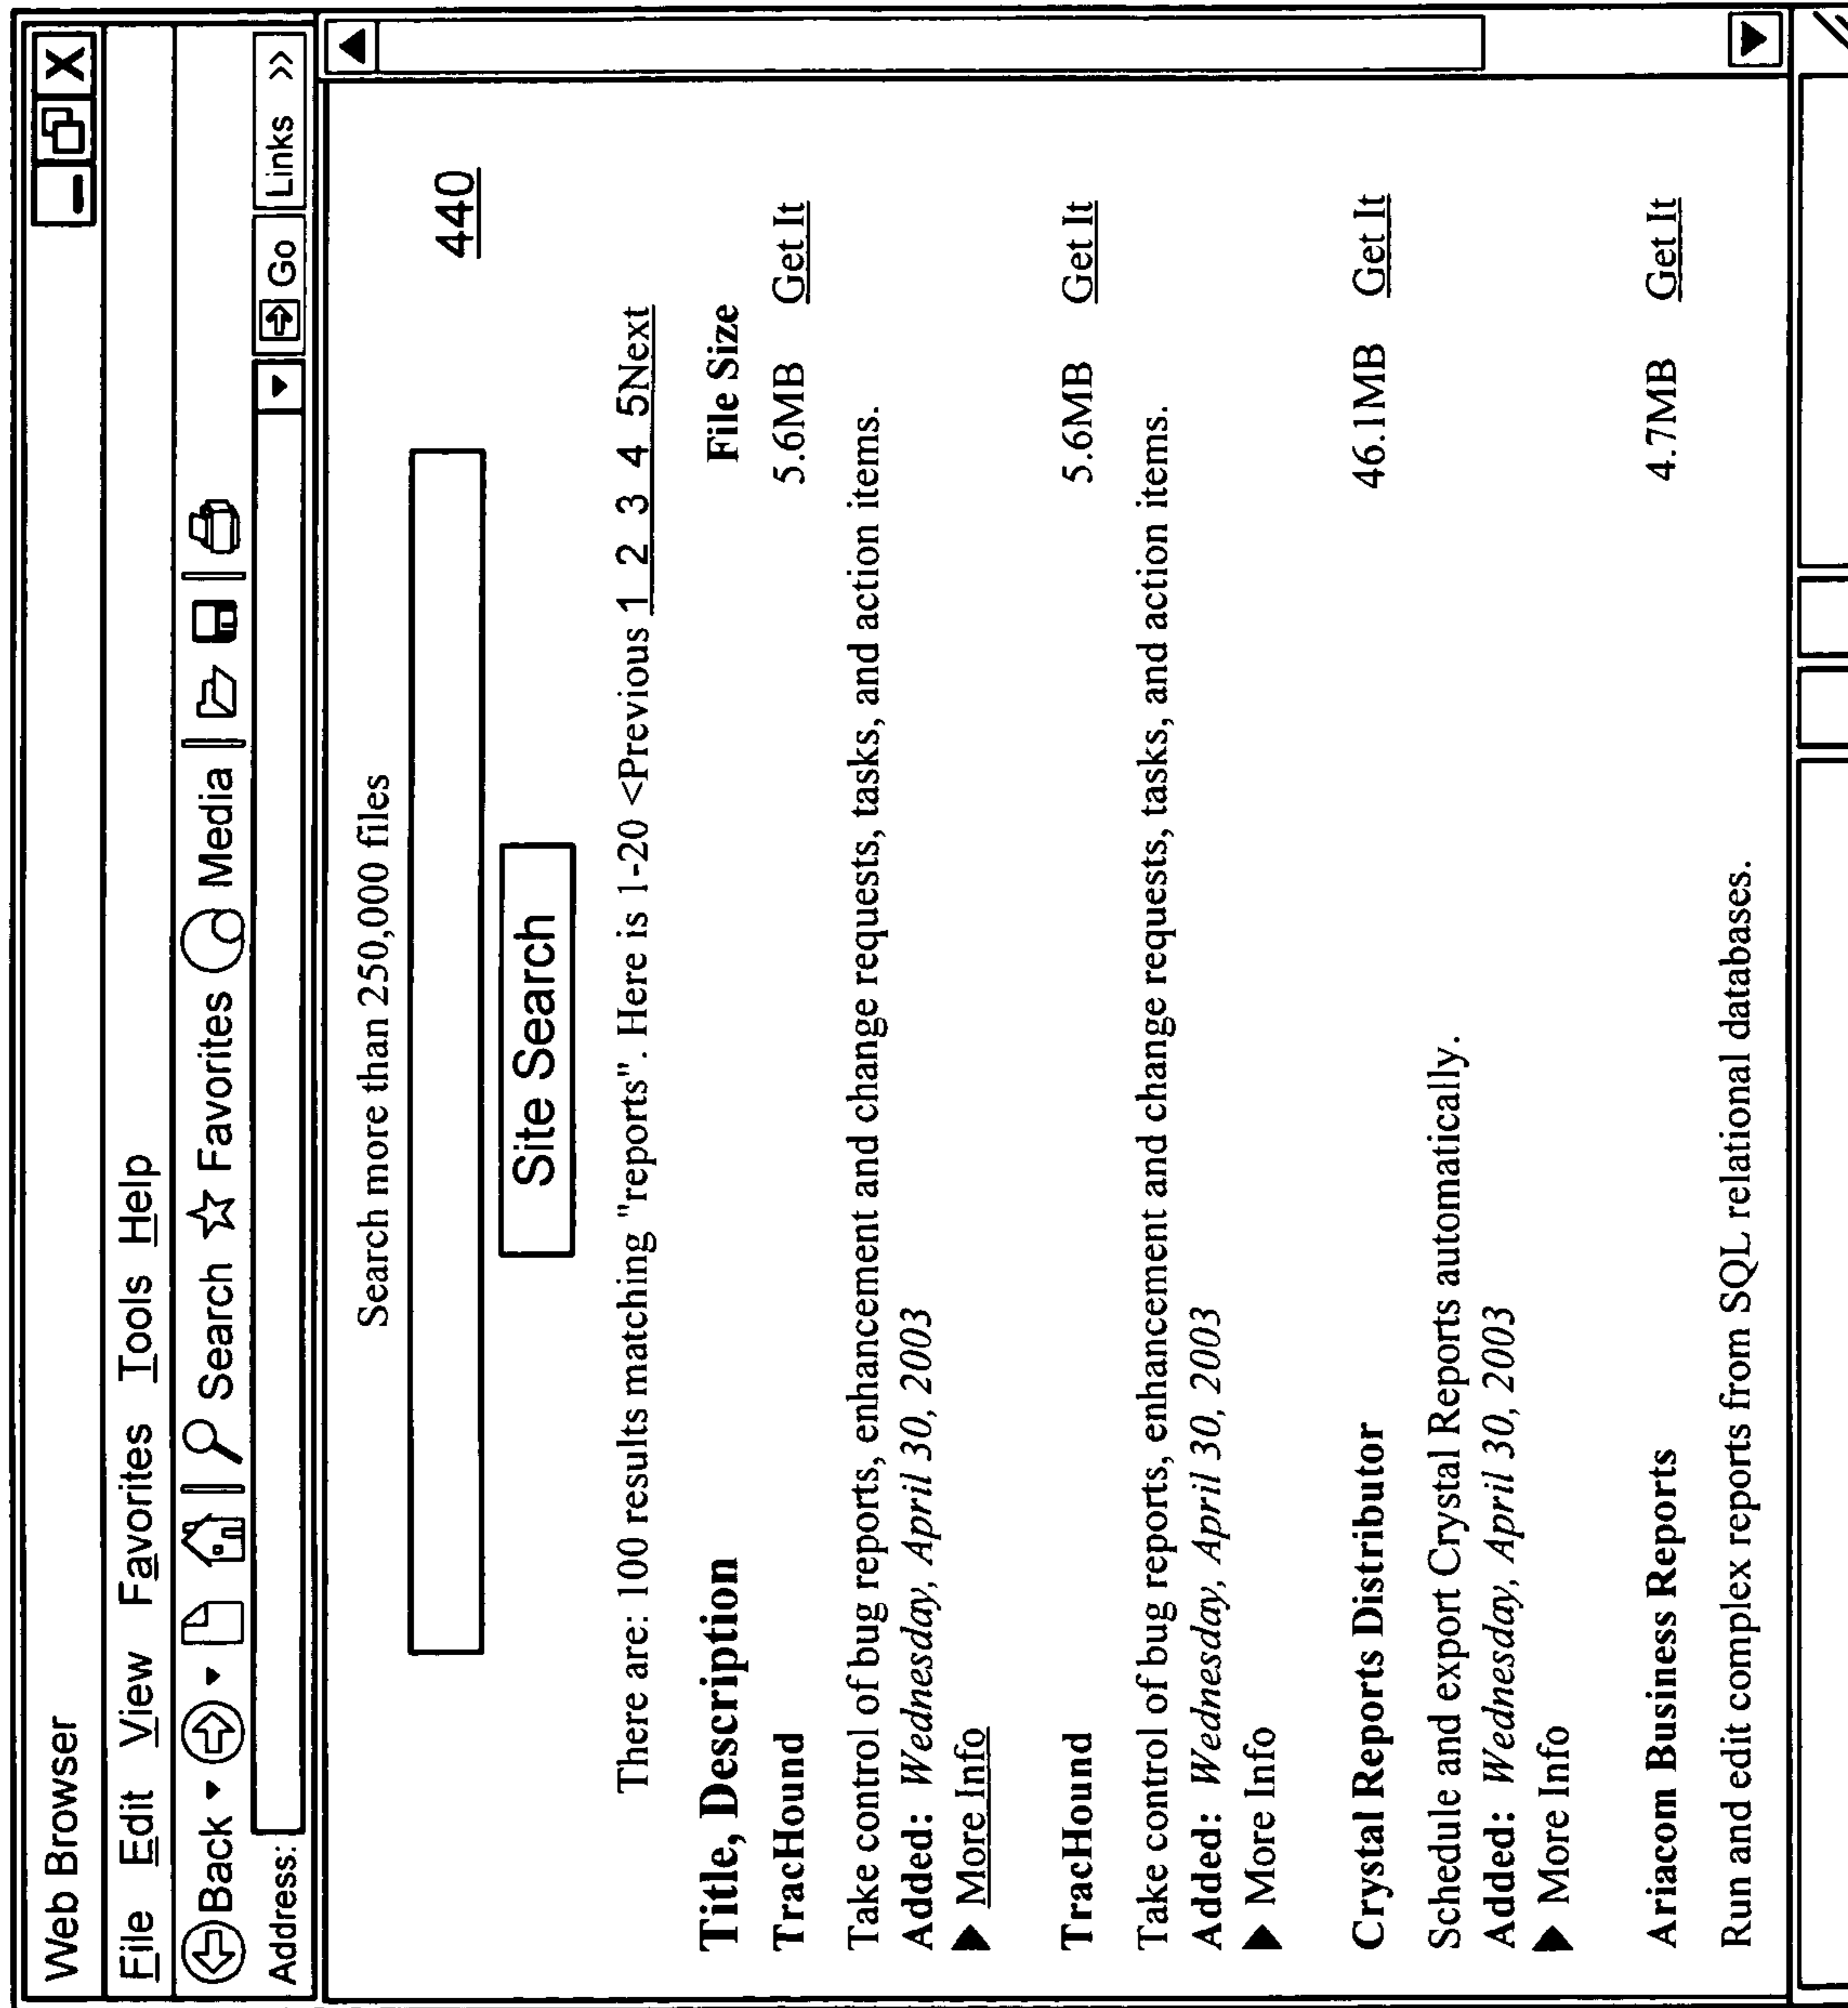 Web Browser
File Edit View Favorites Tools Help
Back Search Favorites Media
Address: Go Links >>
Search more than 250,000 files
440
Site Search
There are: 100 results matching "reports". Here is 1-20 <Previous 1 2 3 4 5Next
Title, Description File Size
TracHound 5.6MB Get It
Take control of bug reports, enhancement and change requests, tasks, and action items.
Added: Wednesday, April 30, 2003
More Info
TracHound 5.6MB Get It
Take control of bug reports, enhancement and change requests, tasks, and action items.
Added: Wednesday, April 30, 2003
More Info
Crystal Reports Distributor 46.1MB Get It
Schedule and export Crystal Reports automatically.
Added: Wednesday, April 30, 2003
More Info
Ariacom Business Reports 4.7MB Get It
Run and edit complex reports from SQL relational databases.